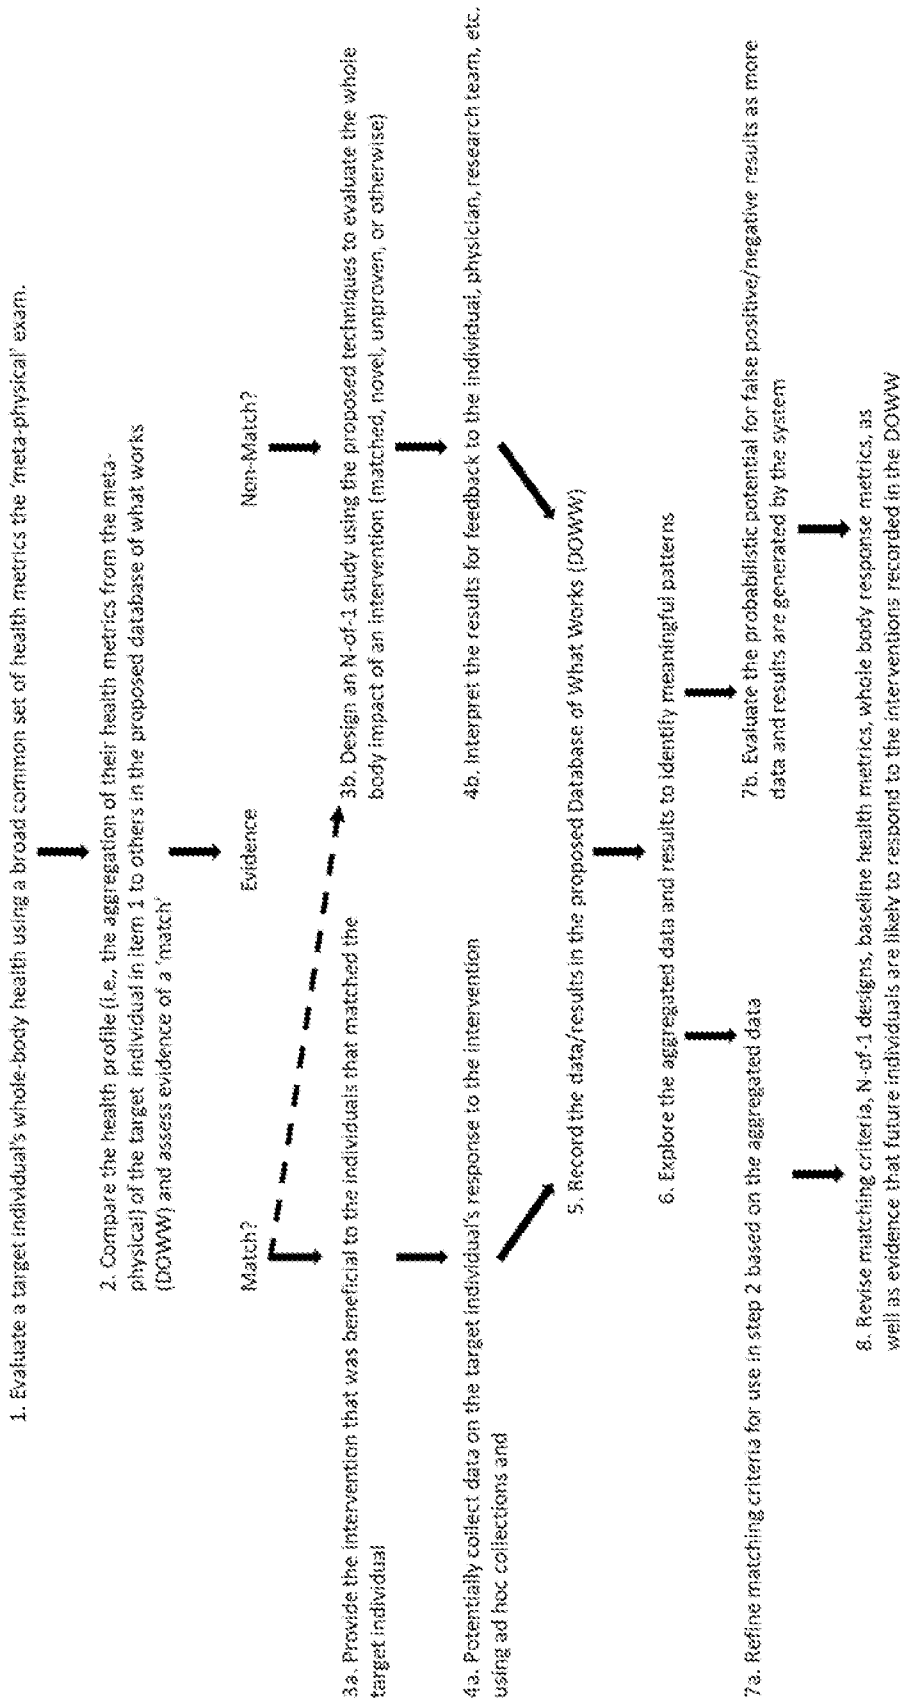 1. Evaluate a target individual's whole-body health using a broad common set of health metrics the 'meta-physical' exam.
2. Compare the health profile (i.e., the aggregation of their health metrics from the meta-
physical) of the target individual in item 1 to others in the proposed database of what works
(DOWW) and assess evidence of a 'match'
Match?
Evidence
Non-Match?
3a. Provide the intervention that was beneficial to the individuals that matched the
target individual
3b. Design an N-of-1 study using the proposed techniques to evaluate the whole
body impact of an intervention (matched, novel, unproven, or otherwise)
4a. Potentially collect data on the target individual's response to the intervention
using ad hoc collections and
4b. Interpret the results for feedback to the individual, physician, research team, etc.
5. Record the data/results in the proposed Database of What Works (DOWW)
6. Explore the aggregated data and results to identify meaningful patterns
7a. Refine matching criteria for use in step 2 based on the aggregated data
7b. Evaluate the probabilistic potential for false positive/negative results as more
data and results are generated by the system
8. Revise matching criteria, N-of-1 designs, baseline health metrics, whole body response metrics, as
well as evidence that future individuals are likely to respond to the interventions recorded in the DOWW